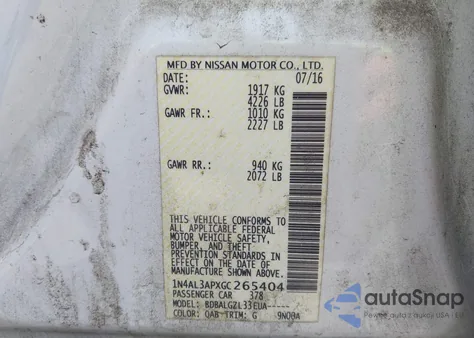 MFD BY NISSAN MOTOR CO., LTD.
DATE: 07/16
GVWR: 1917 KG
4226 LB
GAWR FR.: 1010 KG
2227 LB
GAWR RR.: 940 KG
2072 LB
THIS VEHICLE CONFORMS TO
ALL APPLICABLE FEDERAL
MOTOR VEHICLE SAFETY,
BUMPER, AND THEFT
PREVENTION STANDARDS
IN EFFECT ON THE DATE OF
MANUFACTURE SHOWN ABOVE.
1N4AL3APXGC265404
PASSENGER CAR 378
MODEL: BDBALGZL33EUA-----
COLOR: QAB TRIM: G 9N00A
autoSnap